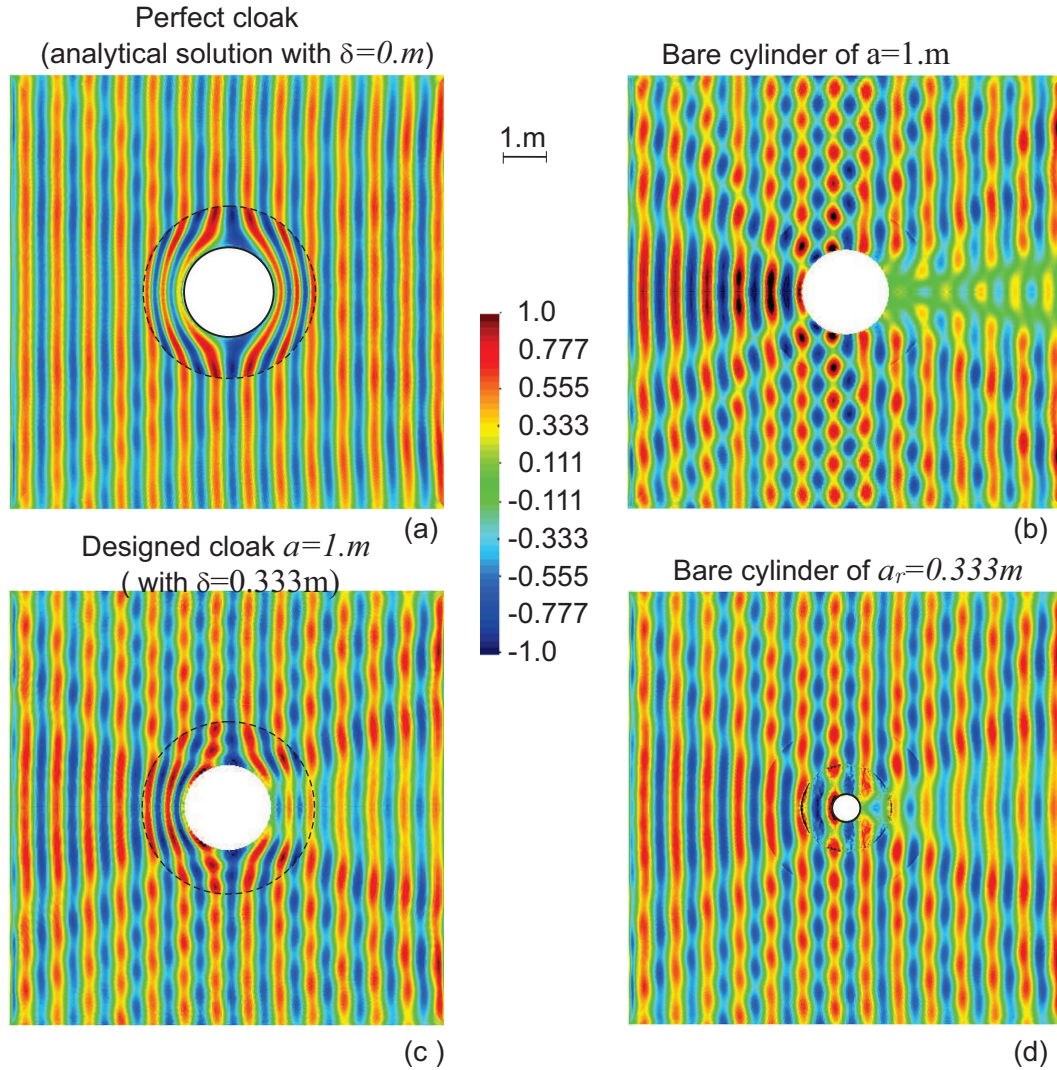 Perfect cloak
(analytical solution with δ=0.m)
Bare cylinder of a=1.m
1.m
1.0
0.777
0.555
0.333
0.111
-0.111
-0.333
-0.555
-0.777
-1.0
(a)
(b)
Designed cloak a=1.m
( with δ=0.333m)
Bare cylinder of aᵣ=0.333m
(c )
(d)